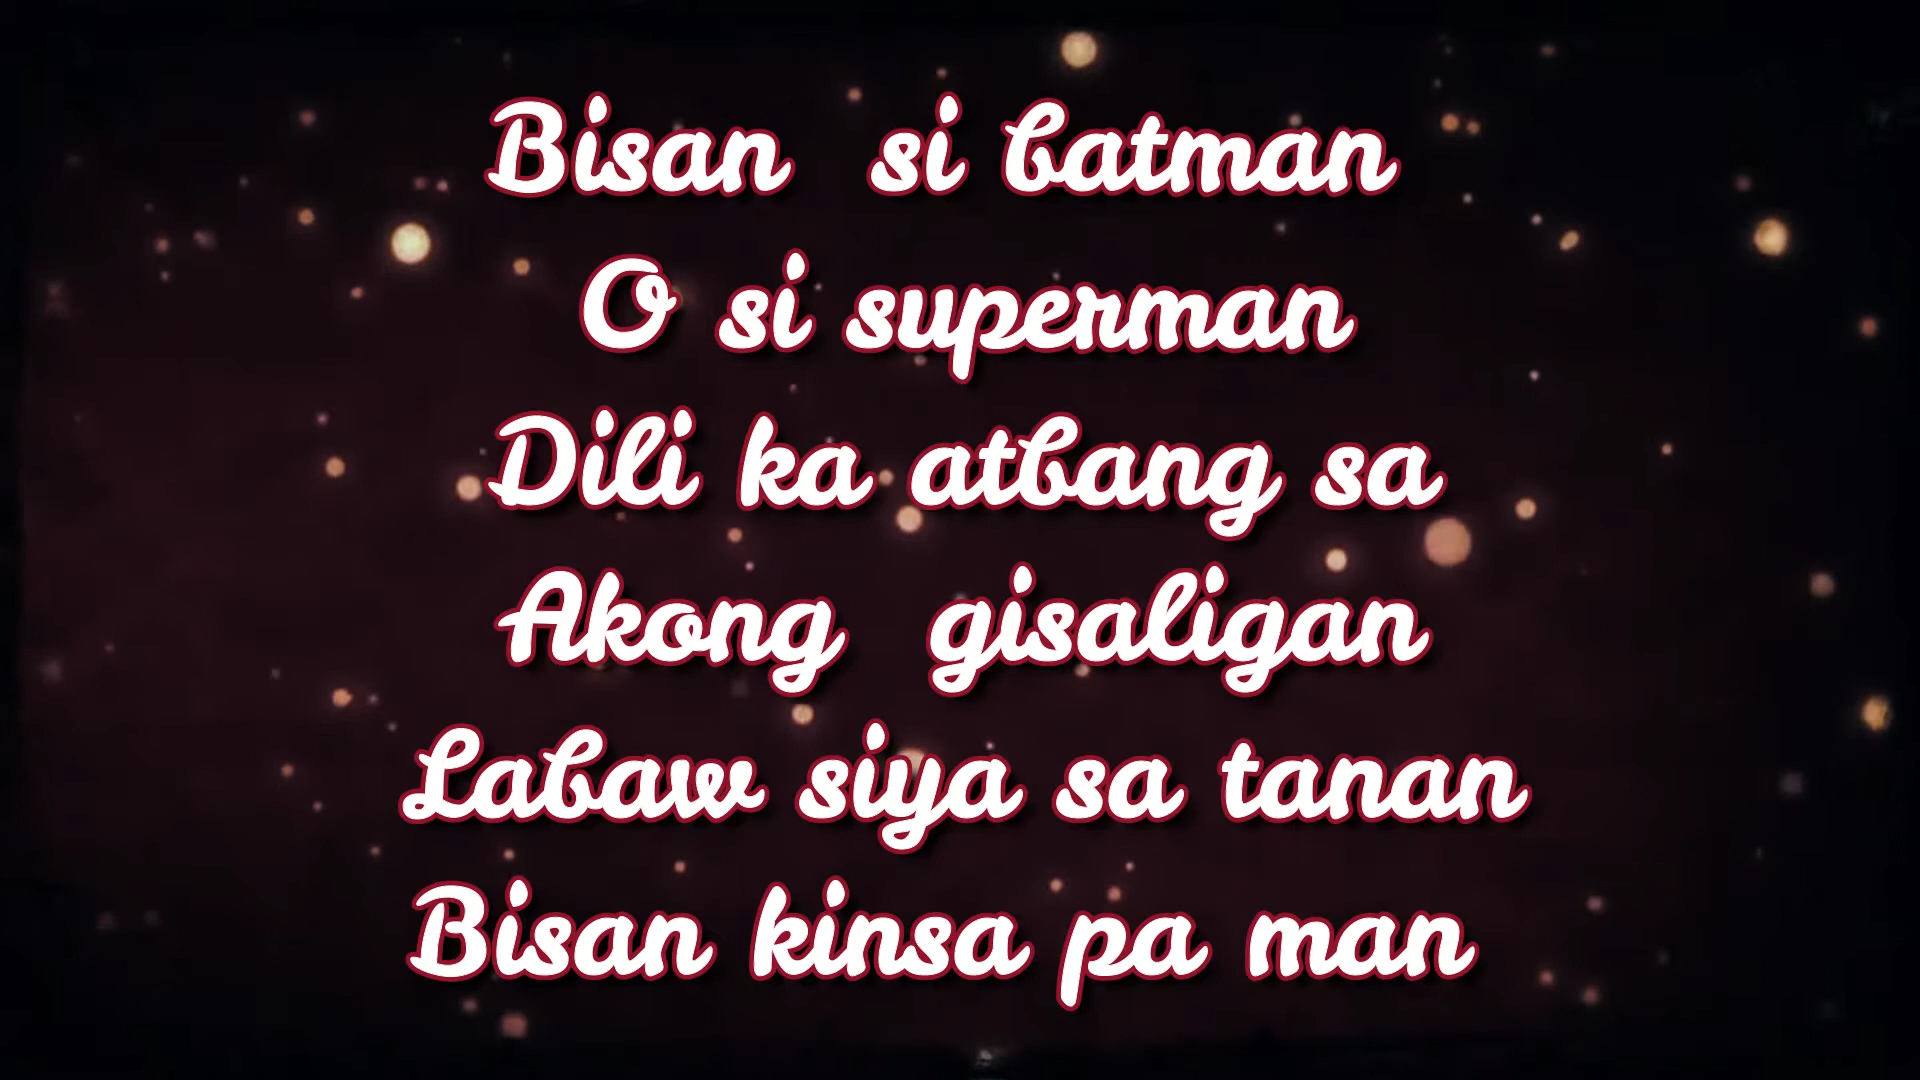 Bisan si batman
O si superman
Dili ka atbang sa
Akong gisaligan
Labaw siya sa tanan
Bisan kinsa pa man